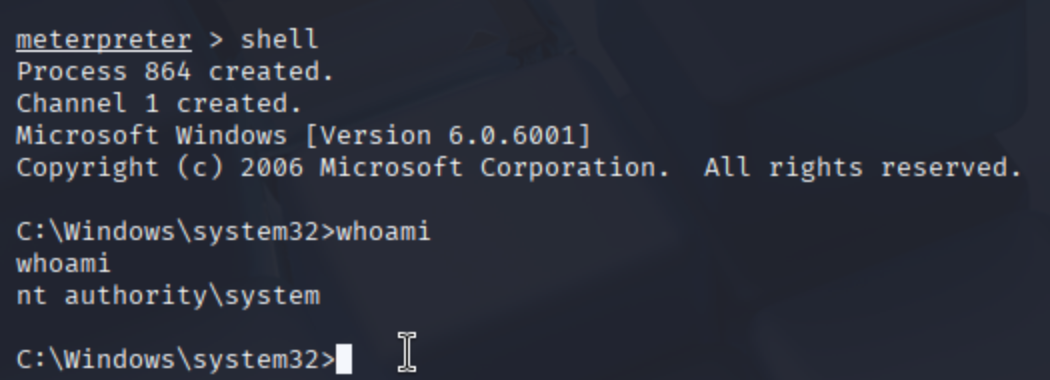 meterpreter > shell
Process 864 created.
Channel 1 created.
Microsoft Windows [Version 6.0.6001]
Copyright (c) 2006 Microsoft Corporation.  All rights reserved.
C:\Windows\system32>whoami
whoami
nt authority\system
C:\Windows\system32>